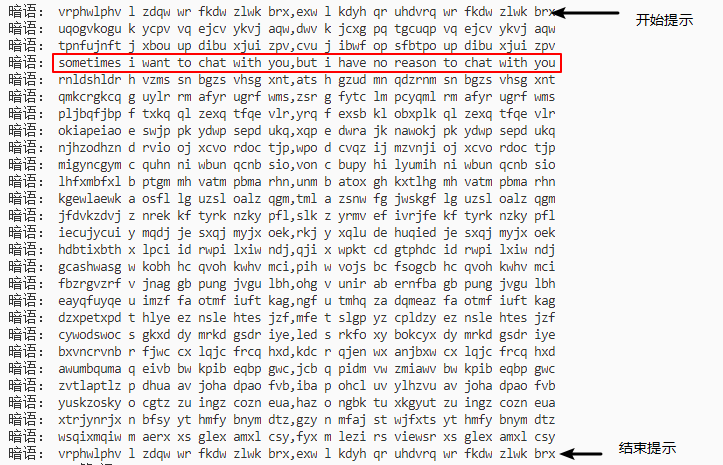 暗语: vrphwlphv l zdqw wr fkdw zlwk brx,exw l kdyh qr uhdvrq wr fkdw zlwk brx 开始提示
暗语: uqogvkogu k ycpv vq ejcv ykvj aqw,dwv k jcxg pq tgcuqp vq ejcv ykvj aqw
暗语: tpnfujnft j xbou up dibu xjui zpv,cvu j ibwf op sfbtpo up dibu xjui zpv
暗语: sometimes i want to chat with you,but i have no reason to chat with you
暗语: rnldshldr h vzms sn bgzs vhsg xnt,ats h gzud mn qdzrnm sn bgzs vhsg xnt
暗语: qmkcrgkcq g uylr rm afyr ugrf wms,zsr g fytc lm pcyqml rm afyr ugrf wms
暗语: pljbqfjbp f txkq ql zexq tfqe vlr,yrq f exsb kl obxplk ql zexq tfqe vlr
暗语: okiapeiao e swjp pk ydwp sepd ukq,xqp e dwra jk nawokj pk ydwp sepd ukq
暗语: njhzodhzn d rvio oj xcvo rdoc tjp,wpo d cvqz ij mzvnji oj xcvo rdoc tjp
暗语: migyncgym c quhn ni wbun qcnb sio,von c bupy hi lyumih ni wbun qcnb sio
暗语: lhfxmbfxl b ptgm mh vatm pbma rhn,unm b atox gh kxtlhg mh vatm pbma rhn
暗语: kgewlaewk a osfl lg uzsl oalz qgm,tml a zsnw fg jwskgf lg uzsl oalz qgm
暗语: jfdvkzdvj z nrek kf tyrk nzky pfl,slk z yrmv ef ivrjfe kf tyrk nzky pfl
暗语: iecujycui y mqdj je sxqj myjx oek,rkj y xqlu de huqied je sxqj myjx oek
暗语: hdbtixbth x lpci id rwpi lxiw ndj,qji x wpkt cd gtphdc id rwpi lxiw ndj
暗语: gcashwasg w kobh hc qvoh kwhv mci,pih w vojs bc fsogcb hc qvoh kwhv mci
暗语: fbzrgvzrf v jnag gb pung jvgu lbh,ohg v unir ab ernfba gb pung jvgu lbh
暗语: eayqfuyqe u imzf fa otmf iuft kag,ngf u tmhq za dqmeaz fa otmf iuft kag
暗语: dzxpetxpd t hlye ez nsle htes jzf,mfe t slgp yz cpldzy ez nsle htes jzf
暗语: cywodswoc s gkxd dy mrkd gsdr iye,led s rkfo xy bokcyx dy mrkd gsdr iye
暗语: bxvncrvnb r fjwc cx lqjc frcq hxd,kdc r qjen wx anjbxw cx lqjc frcq hxd
暗语: awumbquma q eivb bw kpib eqbp gwc,jcb q pidm vw zmiawv bw kpib eqbp gwc
暗语: zvtlaptlz p dhua av joha dpao fvb,iba p ohcl uv ylhzvu av joha dpao fvb
暗语: yuskzosky o cgtz zu ingz cozn eua,haz o ngbk tu xkgyut zu ingz cozn eua
暗语: xtrjynrjx n bfsy yt hmfy bnym dtz,gzy n mfaj st wjfxts yt hmfy bnym dtz
暗语: wsqixmqiw m aerx xs glex amxl csy,fyx m lezi rs viewsr xs glex amxl csy
暗语: vrphwlphv l zdqw wr fkdw zlwk brx,exw l kdyh qr uhdvrq wr fkdw zlwk brx 结束提示